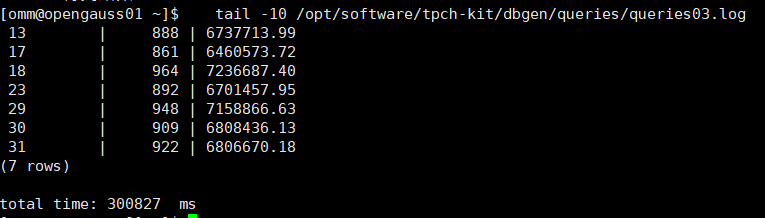 [omm@opengauss01 ~]$    tail -10 /opt/software/tpch-kit/dbgen/queries/queries03.log
 13        |     888 | 6737713.99
 17        |     861 | 6460573.72
 18        |     964 | 7236687.40
 23        |     892 | 6701457.95
 29        |     948 | 7158866.63
 30        |     909 | 6808436.13
 31        |     922 | 6806670.18
(7 rows)

total time: 300827  ms